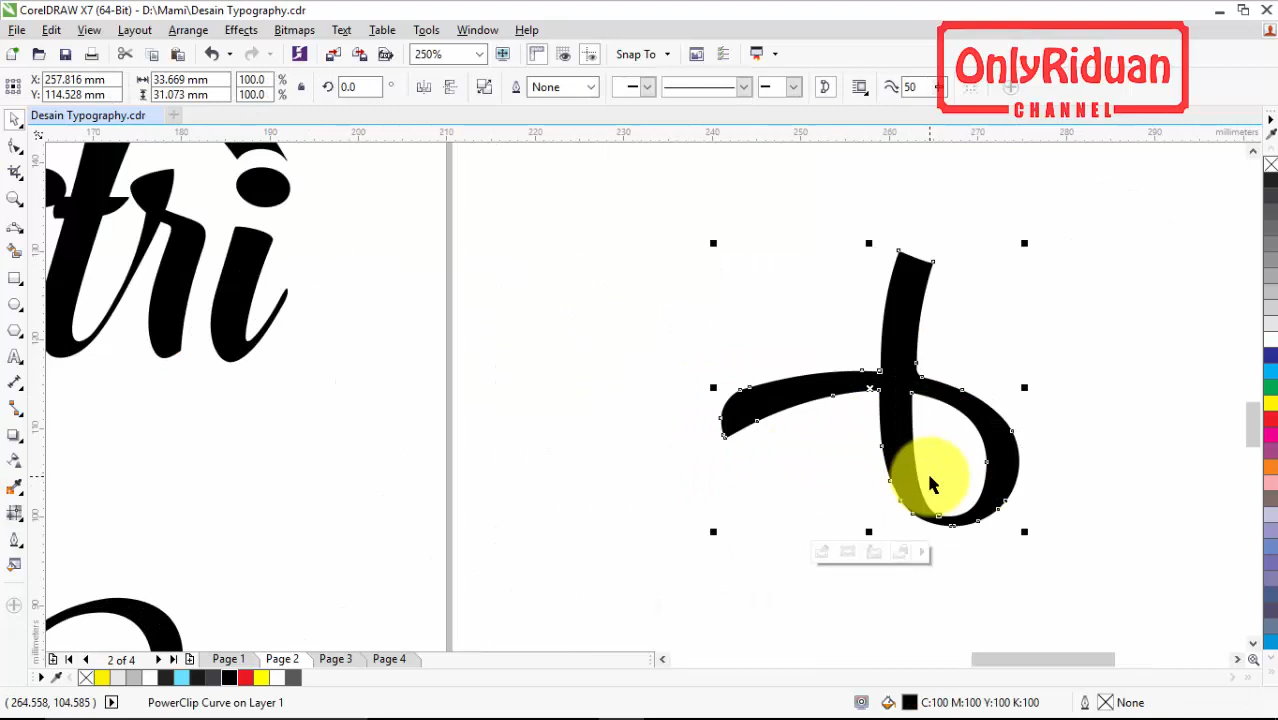 CorelDRAW X7 (64-Bit) - D:\Mami\Desain Typography.cdr
File Edit View Layout Arrange Effects Bitmaps Text Table Tools Window Help
250% Snap To
X: 257.816 mm 33.669 mm 100.0 % 0.0 ° None 50
Y: 114.528 mm 31.073 mm 100.0 %
OnlyRiduan
CHANNEL
Desain Typography.cdr
170 180 190 200 210 220 230 240 250 260 270 280 290 millimeters
tri
2 of 4 Page 1 Page 2 Page 3 Page 4
( 264.558, 104.585 ) PowerClip Curve on Layer 1 C:100 M:100 Y:100 K:100 None